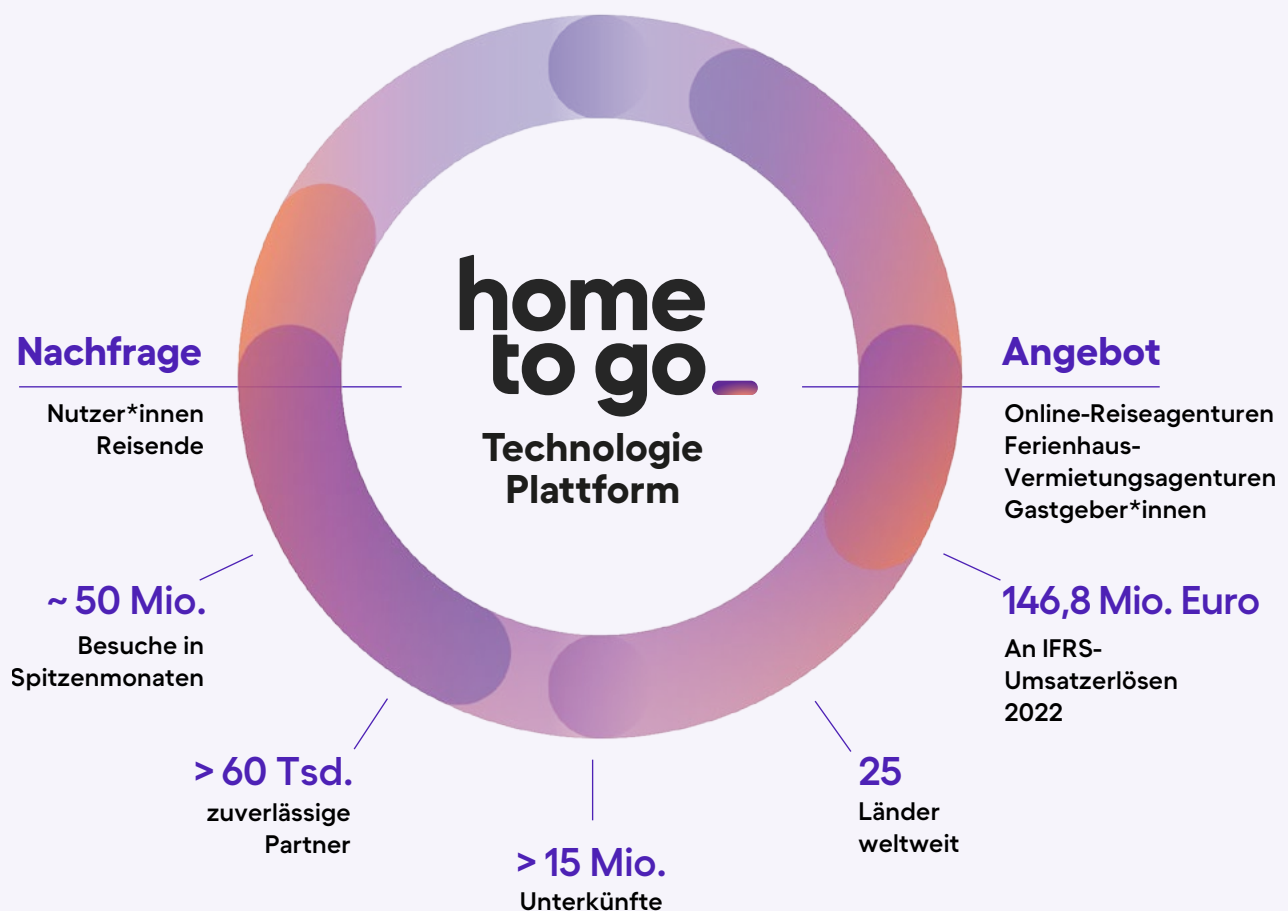 home
to go_
Technologie
Plattform
Nachfrage
Nutzer*innen
Reisende
Angebot
Online-Reiseagenturen
Ferienhaus-
Vermietungsagenturen
Gastgeber*innen
~ 50 Mio.
Besuche in
Spitzenmonaten
> 60 Tsd.
zuverlässige
Partner
> 15 Mio.
Unterkünfte
25
Länder
weltweit
146,8 Mio. Euro
An IFRS-
Umsatzerlösen
2022